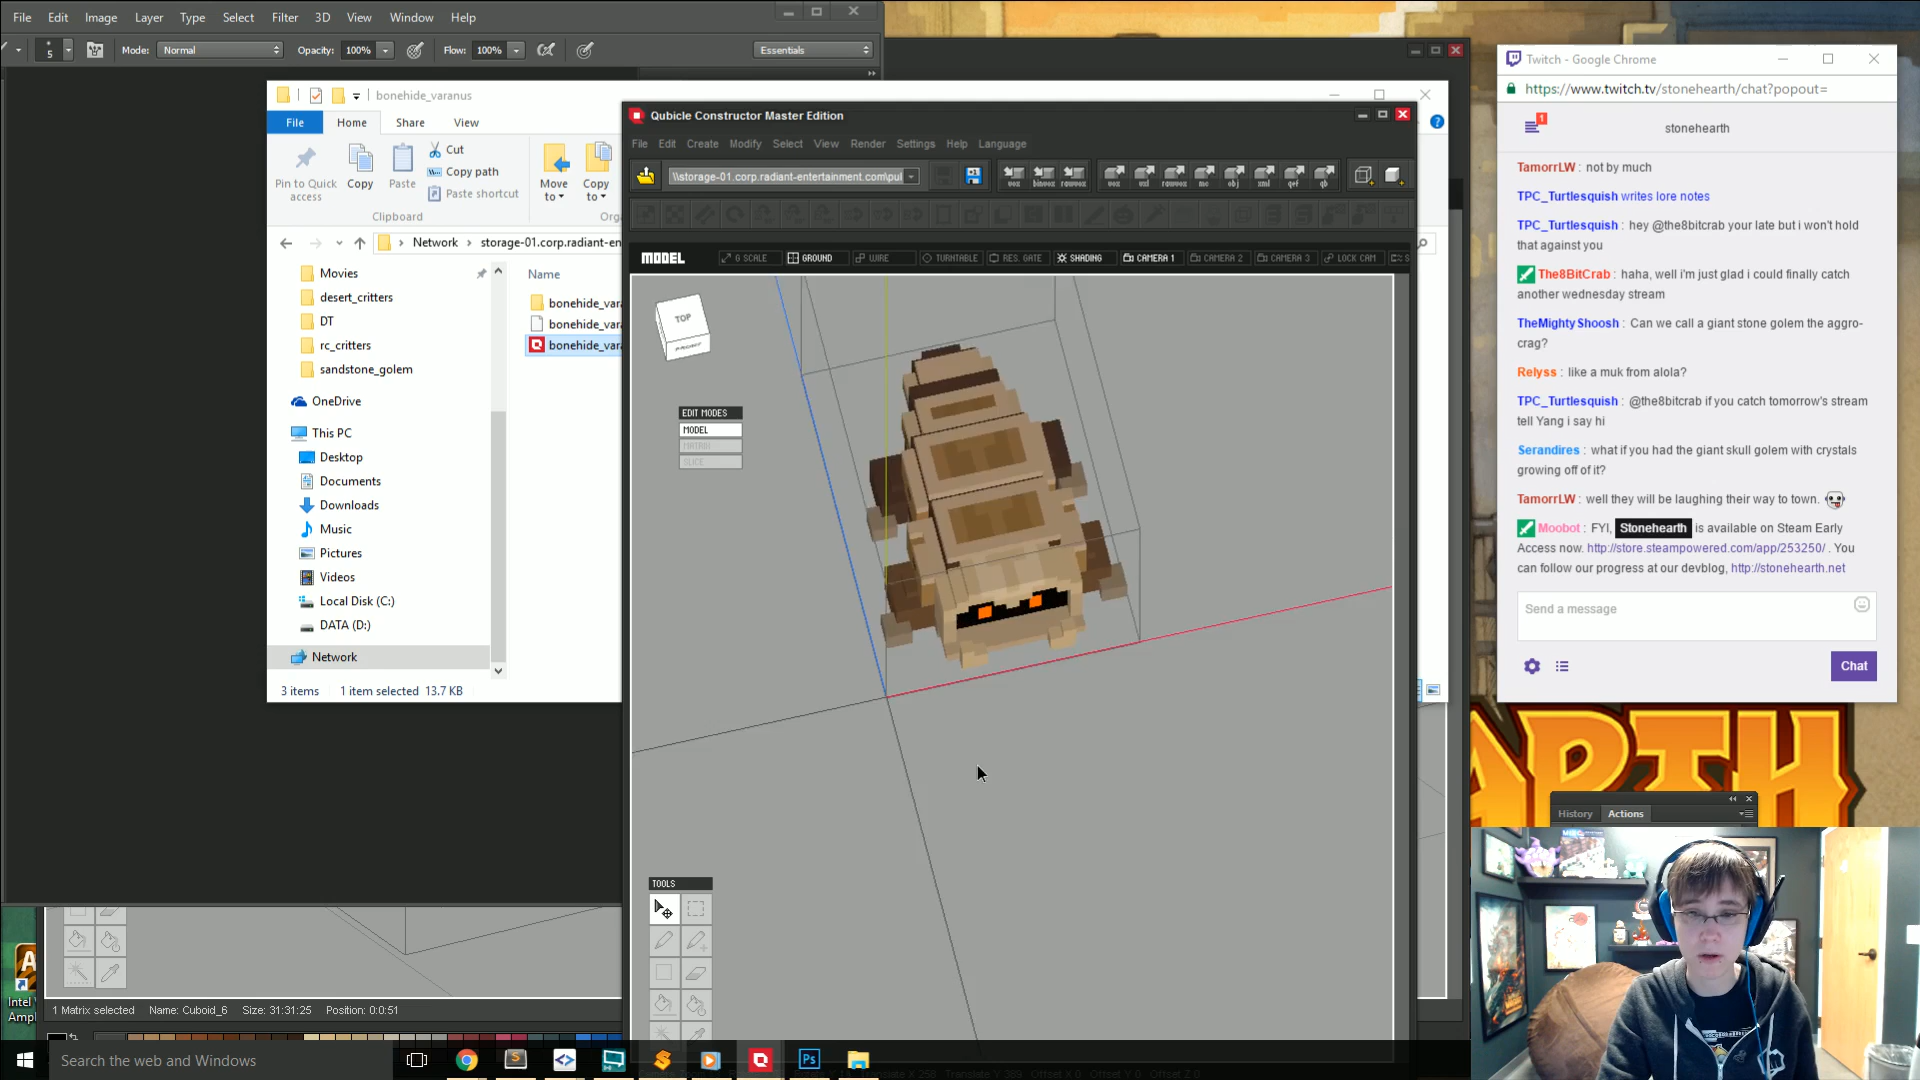 File Edit Image Layer Type Select Filter 3D View Window Help
5 Mode: Normal Opacity: 100% Flow: 100% Essentials
bonehide_varanus
File Home Share View
Pin to Quick access
Copy
Paste
Cut
Copy path
Paste shortcut
Move to
Copy to
Clipboard
Network storage-01.corp.radiant-en
Movies
desert_critters
DT
rc_critters
sandstone_golem
OneDrive
This PC
Desktop
Documents
Downloads
Music
Pictures
Videos
Local Disk (C:)
DATA (D:)
Network
Name
bonehide_vara
bonehide_vara
bonehide_vara
3 items 1 item selected 13.7 KB
Qubicle Constructor Master Edition
File Edit Create Modify Select View Render Settings Help Language
\\storage-01.corp.radiant-entertainment.com\pul
MODEL G SCALE GROUND WIRE TURNTABLE RES. GATE SHADING CAMERA 1 CAMERA 2 CAMERA 3 LOCK CAM
TOP
EDIT MODES
MODEL
MATRIX
SLICE
TOOLS
1 Matrix selected Name: Cuboid_6 Size: 31:31:25 Position: 0:0:51
Intel
Ampl
Search the web and Windows
Ps
Twitch - Google Chrome
https://www.twitch.tv/stonehearth/chat?popout=
1
stonehearth
TamorrLW : not by much
TPC_Turtlesquish writes lore notes
TPC_Turtlesquish : hey @the8bitcrab your late but i won't hold
that against you
The8BitCrab : haha, well i'm just glad i could finally catch
another wednesday stream
TheMightyShoosh : Can we call a giant stone golem the aggro-
crag?
Relyss : like a muk from alola?
TPC_Turtlesquish : @the8bitcrab if you catch tomorrow's stream
tell Yang i say hi
Serandires : what if you had the giant skull golem with crystals
growing off of it?
TamorrLW : well they will be laughing their way to town.
Moobot : FYI, Stonehearth is available on Steam Early
Access now. http://store.steampowered.com/app/253250/ . You
can follow our progress at our devblog, http://stonehearth.net
Send a message
Chat
ARTH
History Actions